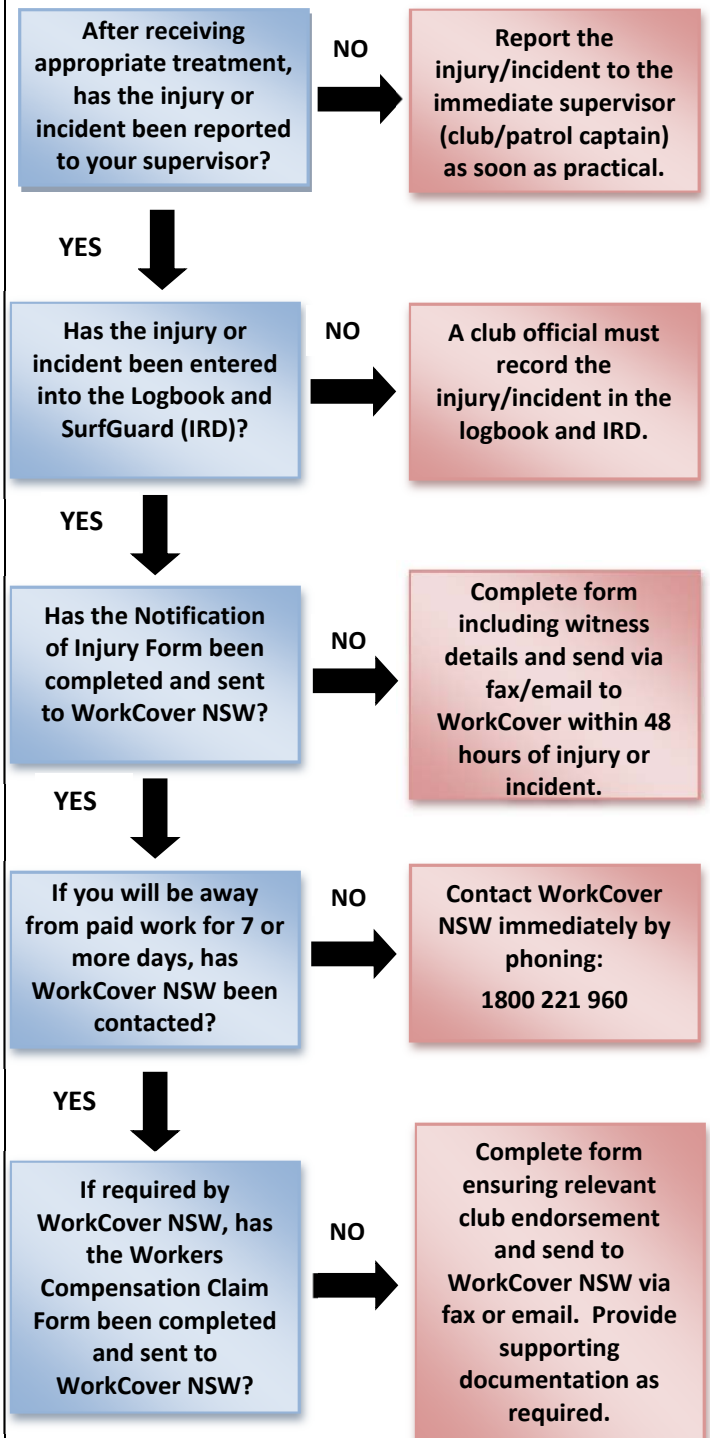 After receiving
appropriate treatment,
has the injury or
incident been reported
to your supervisor?
NO
Report the
injury/incident to the
immediate supervisor
(club/patrol captain)
as soon as practical.
YES
Has the injury or
incident been entered
into the Logbook and
SurfGuard (IRD)?
NO
A club official must
record the
injury/incident in the
logbook and IRD.
YES
Has the Notification
of Injury Form been
completed and sent
to WorkCover NSW?
NO
Complete form
including witness
details and send via
fax/email to
WorkCover within 48
hours of injury or
incident.
YES
If you will be away
from paid work for 7 or
more days, has
WorkCover NSW been
contacted?
NO
Contact WorkCover
NSW immediately by
phoning:
1800 221 960
YES
If required by
WorkCover NSW, has
the Workers
Compensation Claim
Form been completed
and sent to
WorkCover NSW?
NO
Complete form
ensuring relevant
club endorsement
and send to
WorkCover NSW via
fax or email.  Provide
supporting
documentation as
required.